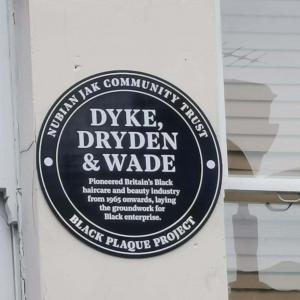 NUBIAN JAK COMMUNITY TRUST
DYKE,
DRYDEN
& WADE
Pioneered Britain's Black
haircare and beauty industry
from 1965 onwards, laying
the groundwork for
Black enterprise.
BLACK PLAQUE PROJECT